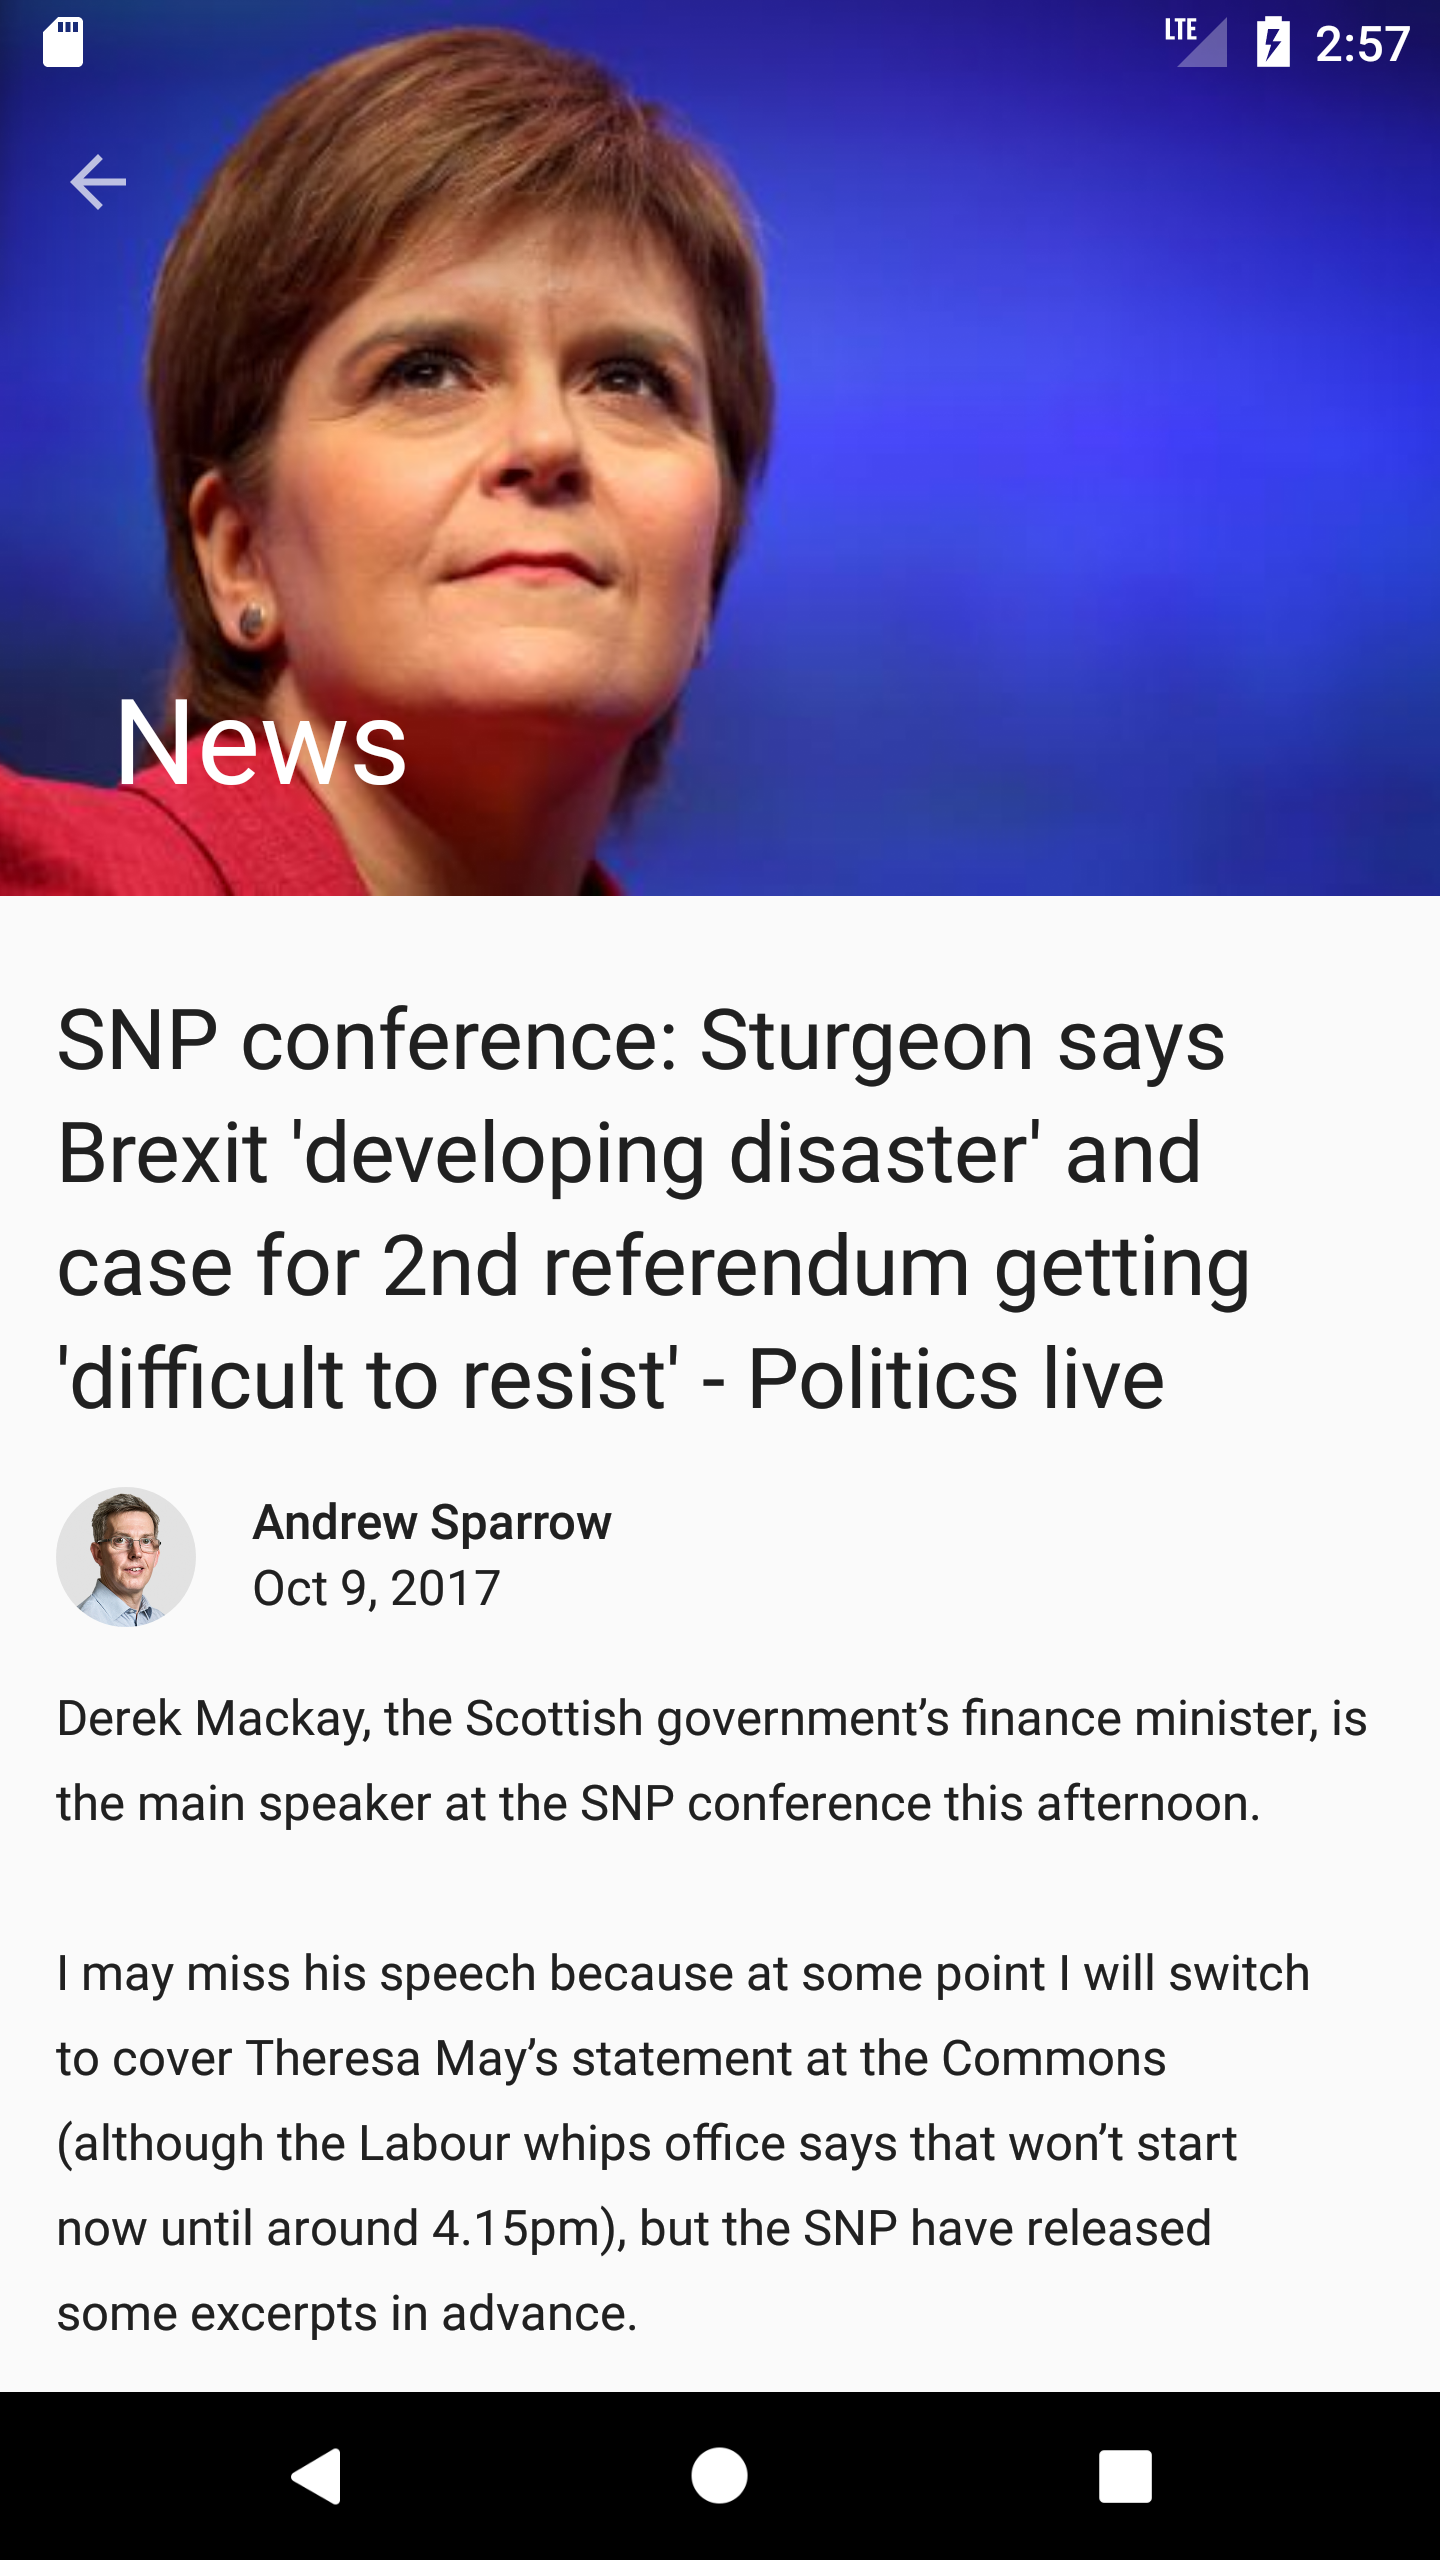 LTE 2:57
News
SNP conference: Sturgeon says
Brexit 'developing disaster' and
case for 2nd referendum getting
'difficult to resist' - Politics live
Andrew Sparrow
Oct 9, 2017
Derek Mackay, the Scottish government’s finance minister, is
the main speaker at the SNP conference this afternoon.
I may miss his speech because at some point I will switch
to cover Theresa May’s statement at the Commons
(although the Labour whips office says that won’t start
now until around 4.15pm), but the SNP have released
some excerpts in advance.